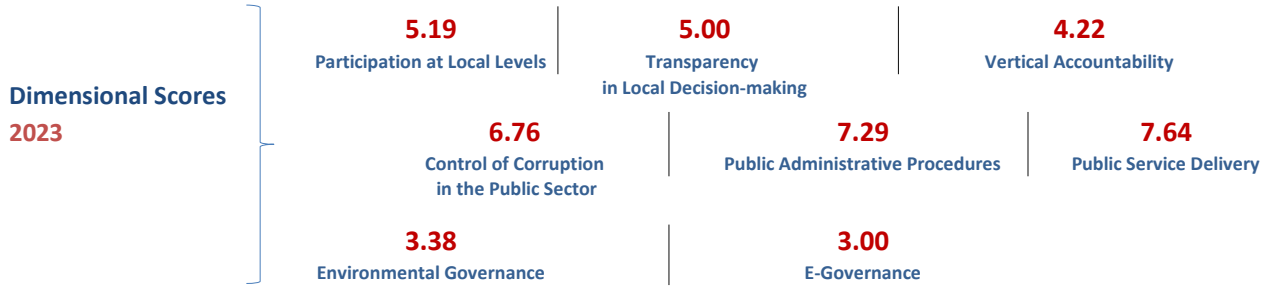 Dimensional Scores
2023
5.19
Participation at Local Levels
5.00
Transparency
in Local Decision-making
4.22
Vertical Accountability
6.76
Control of Corruption
in the Public Sector
7.29
Public Administrative Procedures
7.64
Public Service Delivery
3.38
Environmental Governance
3.00
E-Governance